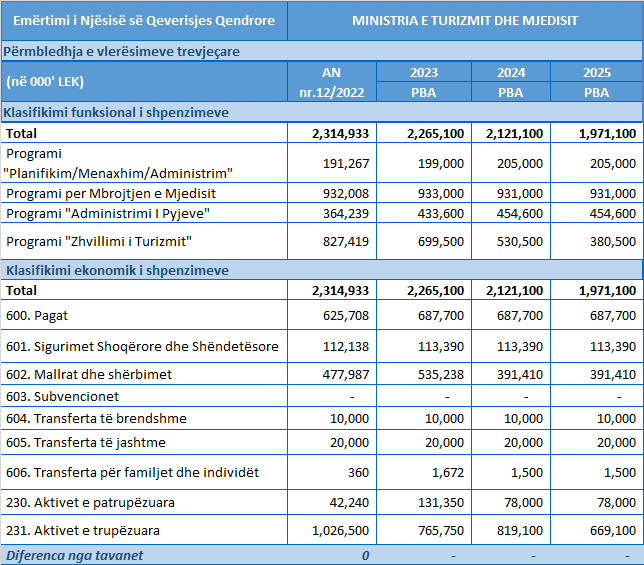 Emërtimi i Njësisë së Qeverisjes Qendrore MINISTRIA E TURIZMIT DHE MJEDISIT
Përmbledhja e vlerësimeve trevjeçare
(në 000' LEK) AN nr.12/2022 2023 PBA 2024 PBA 2025 PBA
Klasifikimi funksional i shpenzimeve
Total 2,314,933 2,265,100 2,121,100 1,971,100
Programi
"Planifikim/Menaxhim/Administrim" 191,267 199,000 205,000 205,000
Programi per Mbrojtjen e Mjedisit 932,008 933,000 931,000 931,000
Programi "Administrimi I Pyjeve" 364,239 433,600 454,600 454,600
Programi "Zhvillimi i Turizmit" 827,419 699,500 530,500 380,500
Klasifikimi ekonomik i shpenzimeve
Total 2,314,933 2,265,100 2,121,100 1,971,100
600. Pagat 625,708 687,700 687,700 687,700
601. Sigurimet Shoqërore dhe Shëndetësore 112,138 113,390 113,390 113,390
602. Mallrat dhe shërbimet 477,987 535,238 391,410 391,410
603. Subvencionet - - - -
604. Transferta të brendshme 10,000 10,000 10,000 10,000
605. Transferta të jashtme 20,000 20,000 20,000 20,000
606. Transferta për familjet dhe individët 360 1,672 1,500 1,500
230. Aktivet e patrupëzuara 42,240 131,350 78,000 78,000
231. Aktivet e trupëzuara 1,026,500 765,750 819,100 669,100
Diferenca nga tavanet 0 - - -